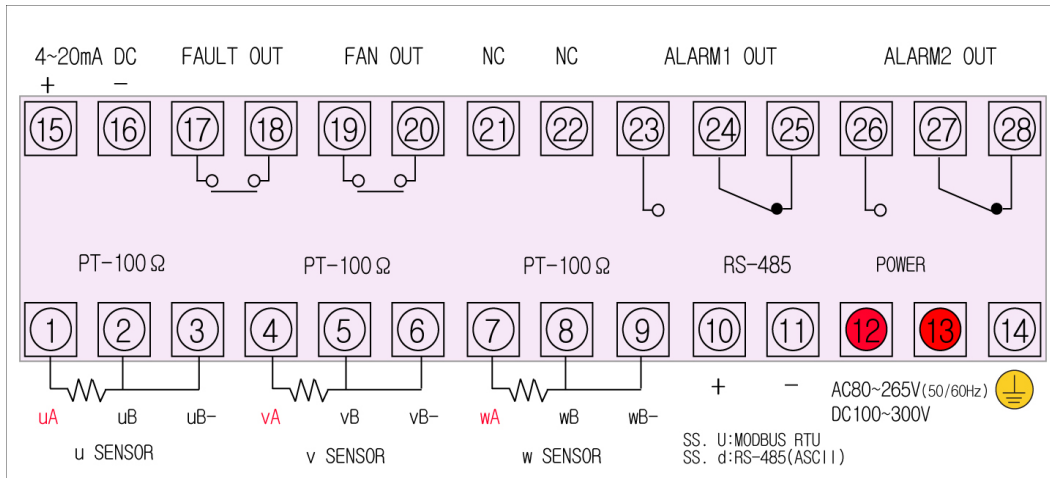 4~20mA DC FAULT OUT FAN OUT NC NC ALARM1 OUT ALARM2 OUT
+ −
15 16 17 18 19 20 21 22 23 24 25 26 27 28
PT-100Ω PT-100Ω PT-100Ω RS-485 POWER
1 2 3 4 5 6 7 8 9 10 11 12 13 14
uA uB uB- vA vB vB- wA wB wB- + − AC80~265V(50/60Hz)
DC100~300V
u SENSOR v SENSOR w SENSOR SS. U:MODBUS RTU
SS. d:RS-485(ASCII)